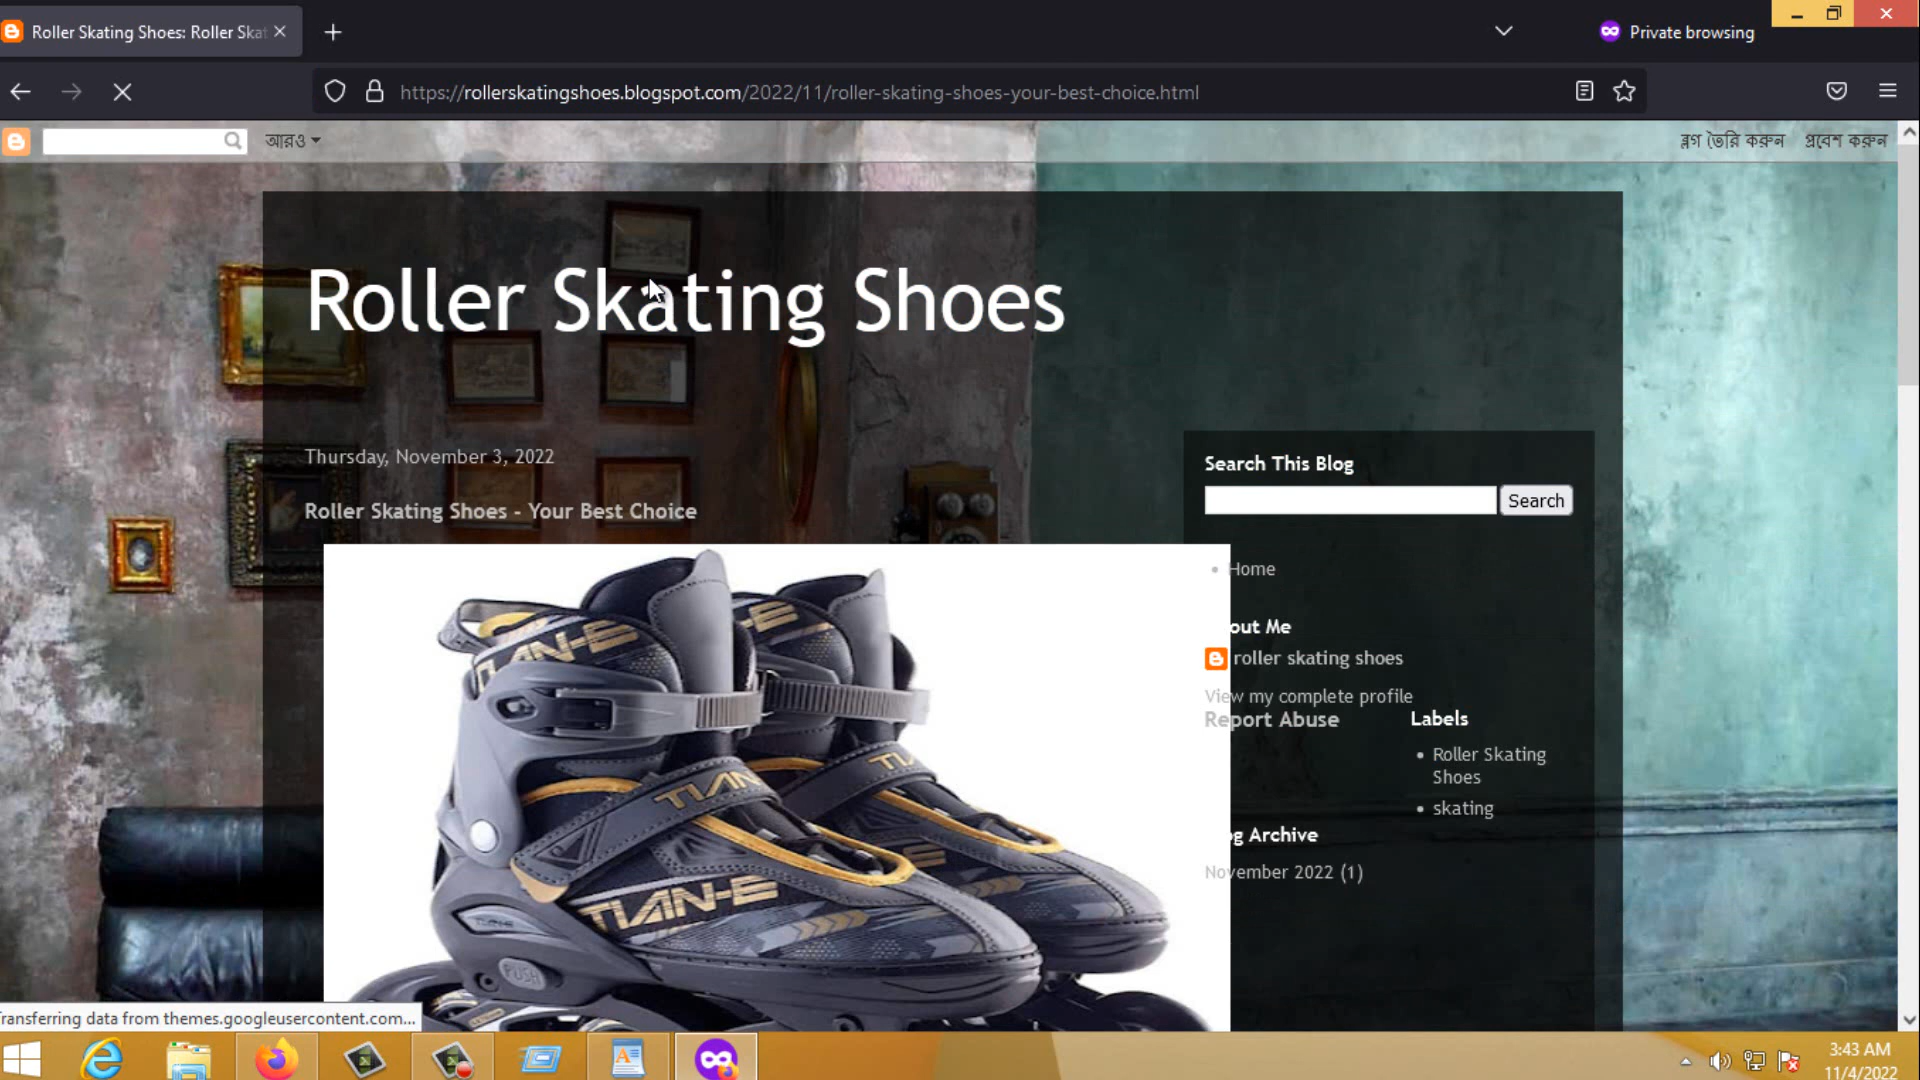 Roller Skating Shoes: Roller Skat
Private browsing
https://rollerskatingshoes.blogspot.com/2022/11/roller-skating-shoes-your-best-choice.html
আরও
ব্লগ তৈরি করুন প্রবেশ করুন
Roller Skating Shoes
Thursday, November 3, 2022
Roller Skating Shoes - Your Best Choice
Search This Blog
Search
Home
out Me
roller skating shoes
View my complete profile
Report Abuse
Labels
Roller Skating
Shoes
skating
og Archive
November 2022 (1)
TIAN-E
TIAN-E
TIAN-E
PUSH
ransferring data from themes.googleusercontent.com...
3:43 AM
11/4/2022